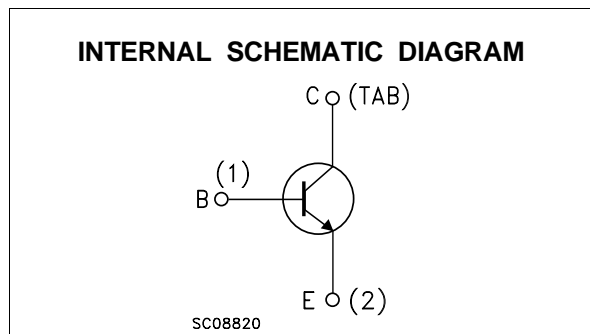 INTERNAL SCHEMATIC DIAGRAM
C (TAB)
(1)
B
E (2)
SC08820